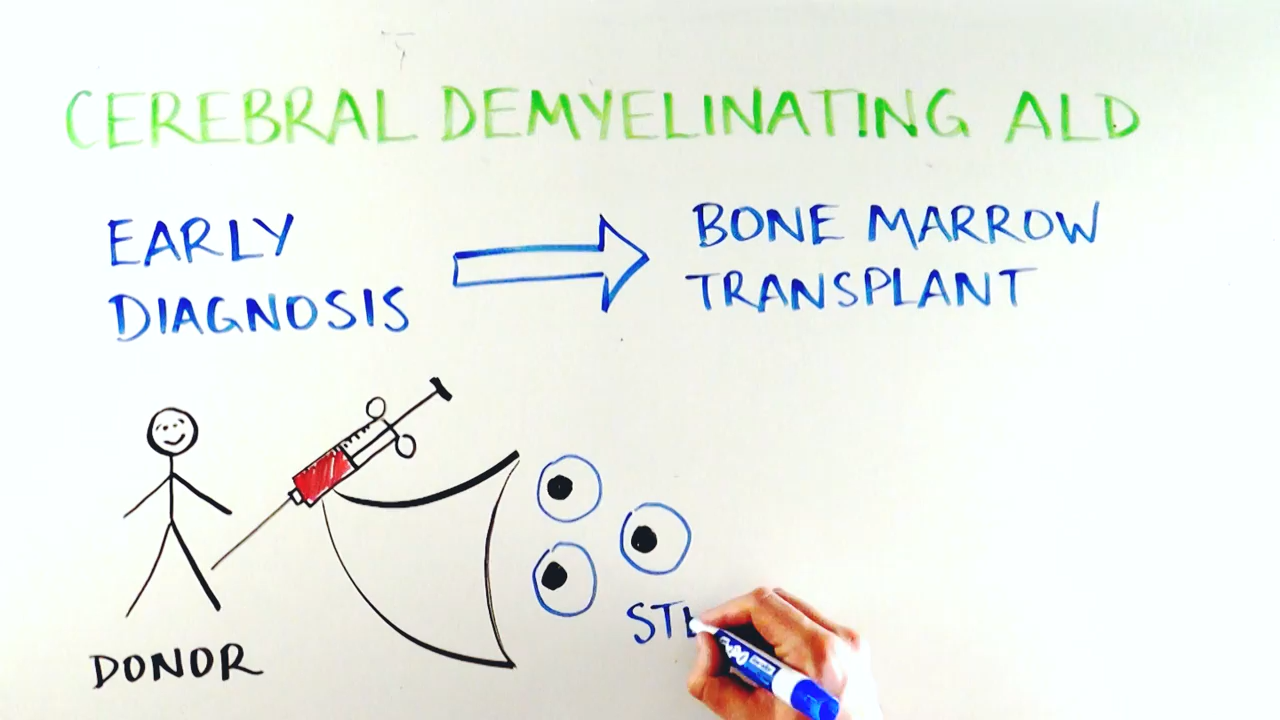 CEREBRAL DEMYELINATING ALD
EARLY
DIAGNOSIS
BONE MARROW
TRANSPLANT
DONOR